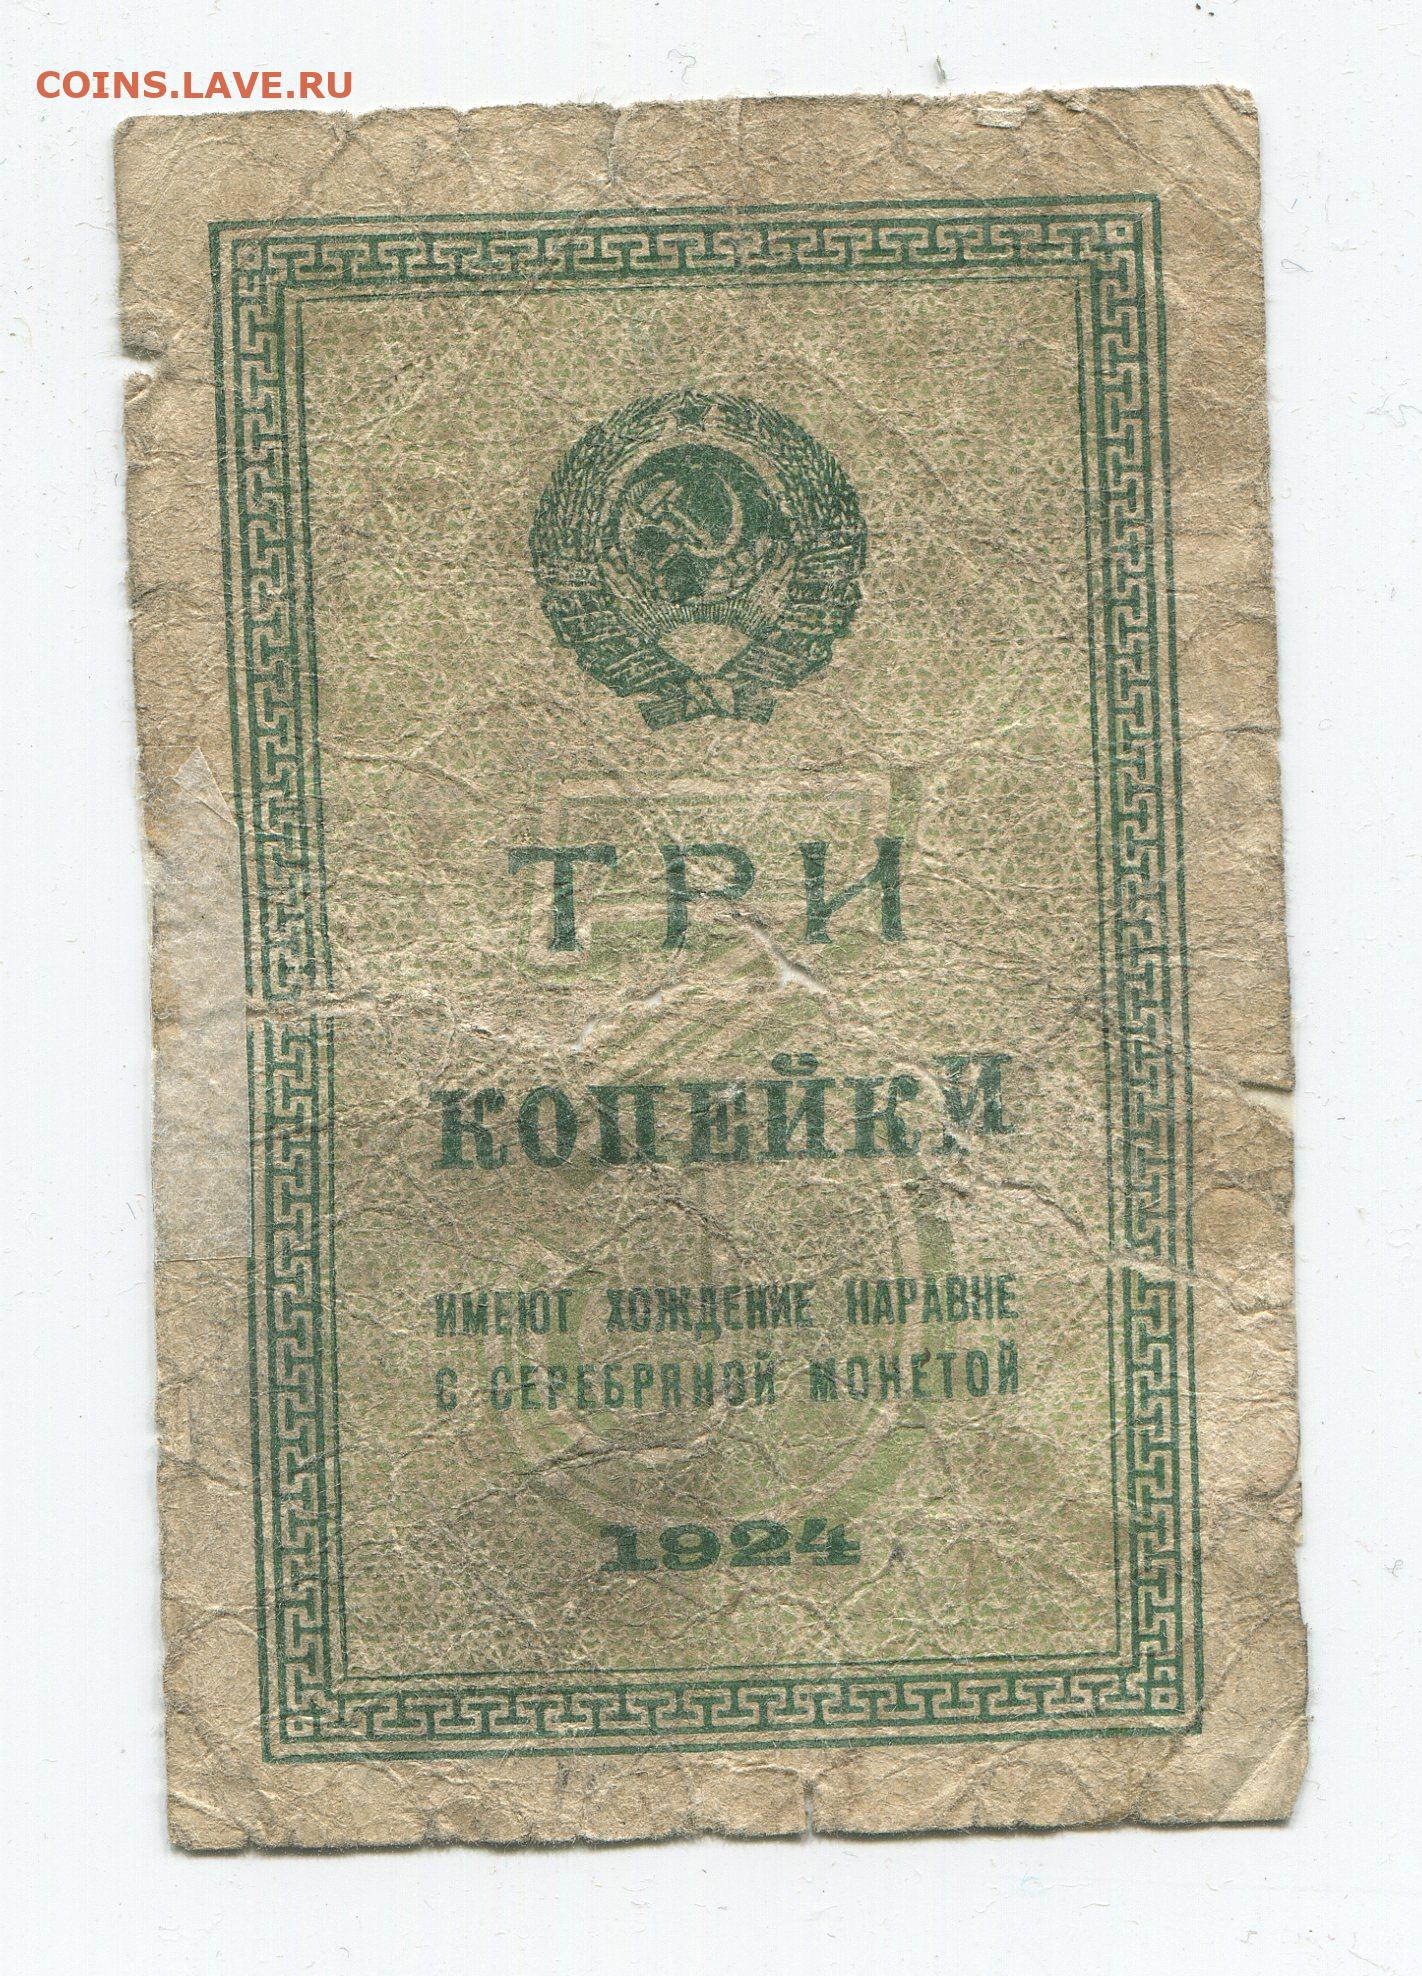 COINS.LAVE.RU
ТРИ
КОПЕЙКИ
ИМЕЮТ ХОЖДЕНИЕ НАРАВНЕ
С СЕРЕБРЯНОЙ МОНЕТОЙ
1924